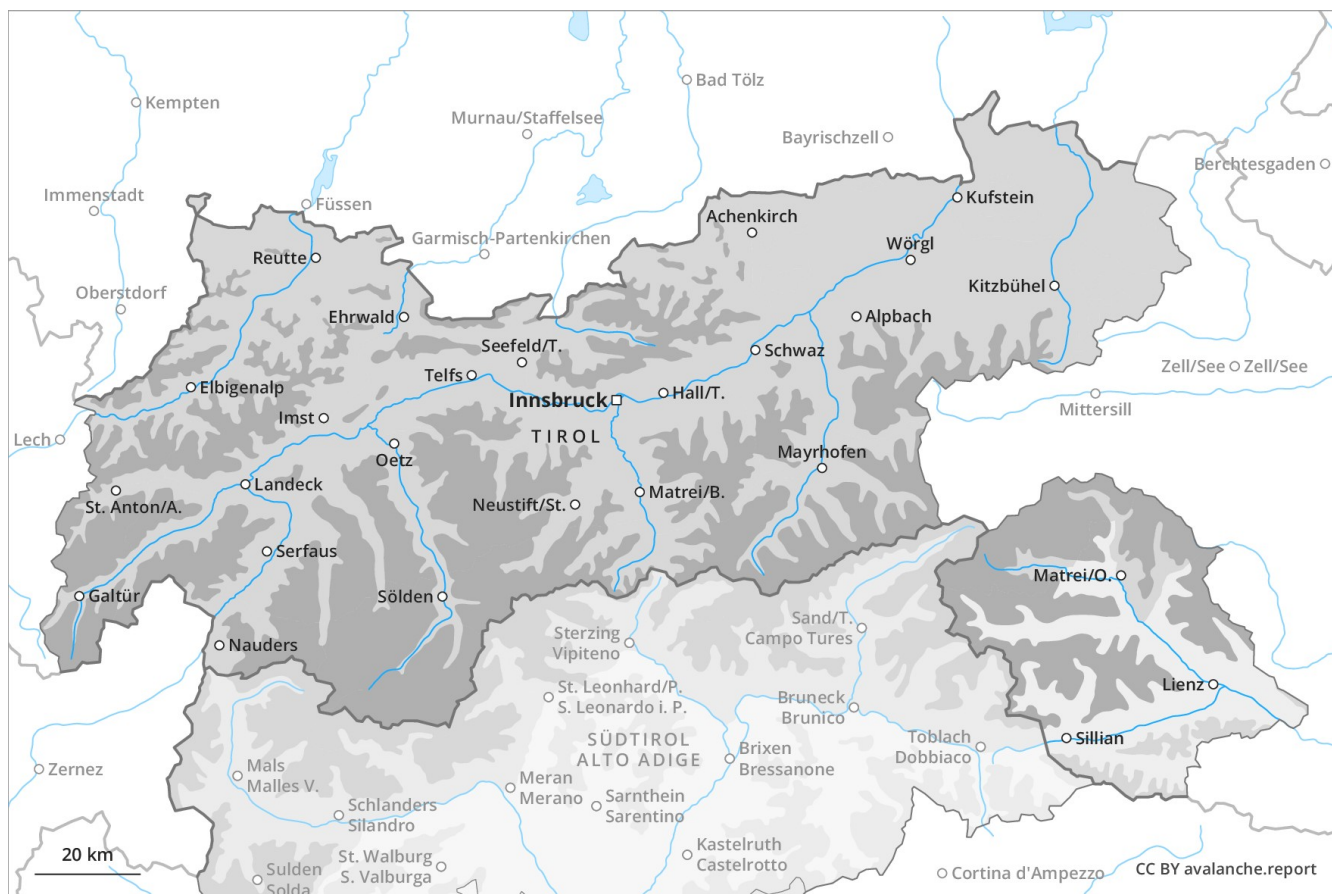 Kempten
Bad Tölz
Murnau/Staffelsee
Bayrischzell
Berchtesgaden
Immenstadt
Füssen
Kufstein
Achenkirch
Garmisch-Partenkirchen
Wörgl
Reutte
Kitzbühel
Oberstdorf
Ehrwald
Alpbach
Seefeld/T.
Schwaz
Zell/See
Zell/See
Telfs
Elbigenalp
Hall/T.
Innsbruck
Mittersill
Imst
TIROL
Lech
Oetz
Mayrhofen
Landeck
Matrei/B.
St. Anton/A.
Neustift/St.
Serfaus
Matrei/O.
Galtür
Sölden
Sand/T.
Campo Tures
Sterzing
Vipiteno
Nauders
Lienz
St. Leonhard/P.
S. Leonardo i. P.
Bruneck
Brunico
SÜDTIROL
ALTO ADIGE
Toblach
Dobbiaco
Sillian
Brixen
Bressanone
Zernez
Mals
Malles V.
Meran
Merano
Schlanders
Silandro
Sarnthein
Sarentino
Kastelruth
Castelrotto
20 km
St. Walburg
S. Valburga
Sulden
Solda
Cortina d'Ampezzo
CC BY avalanche.report